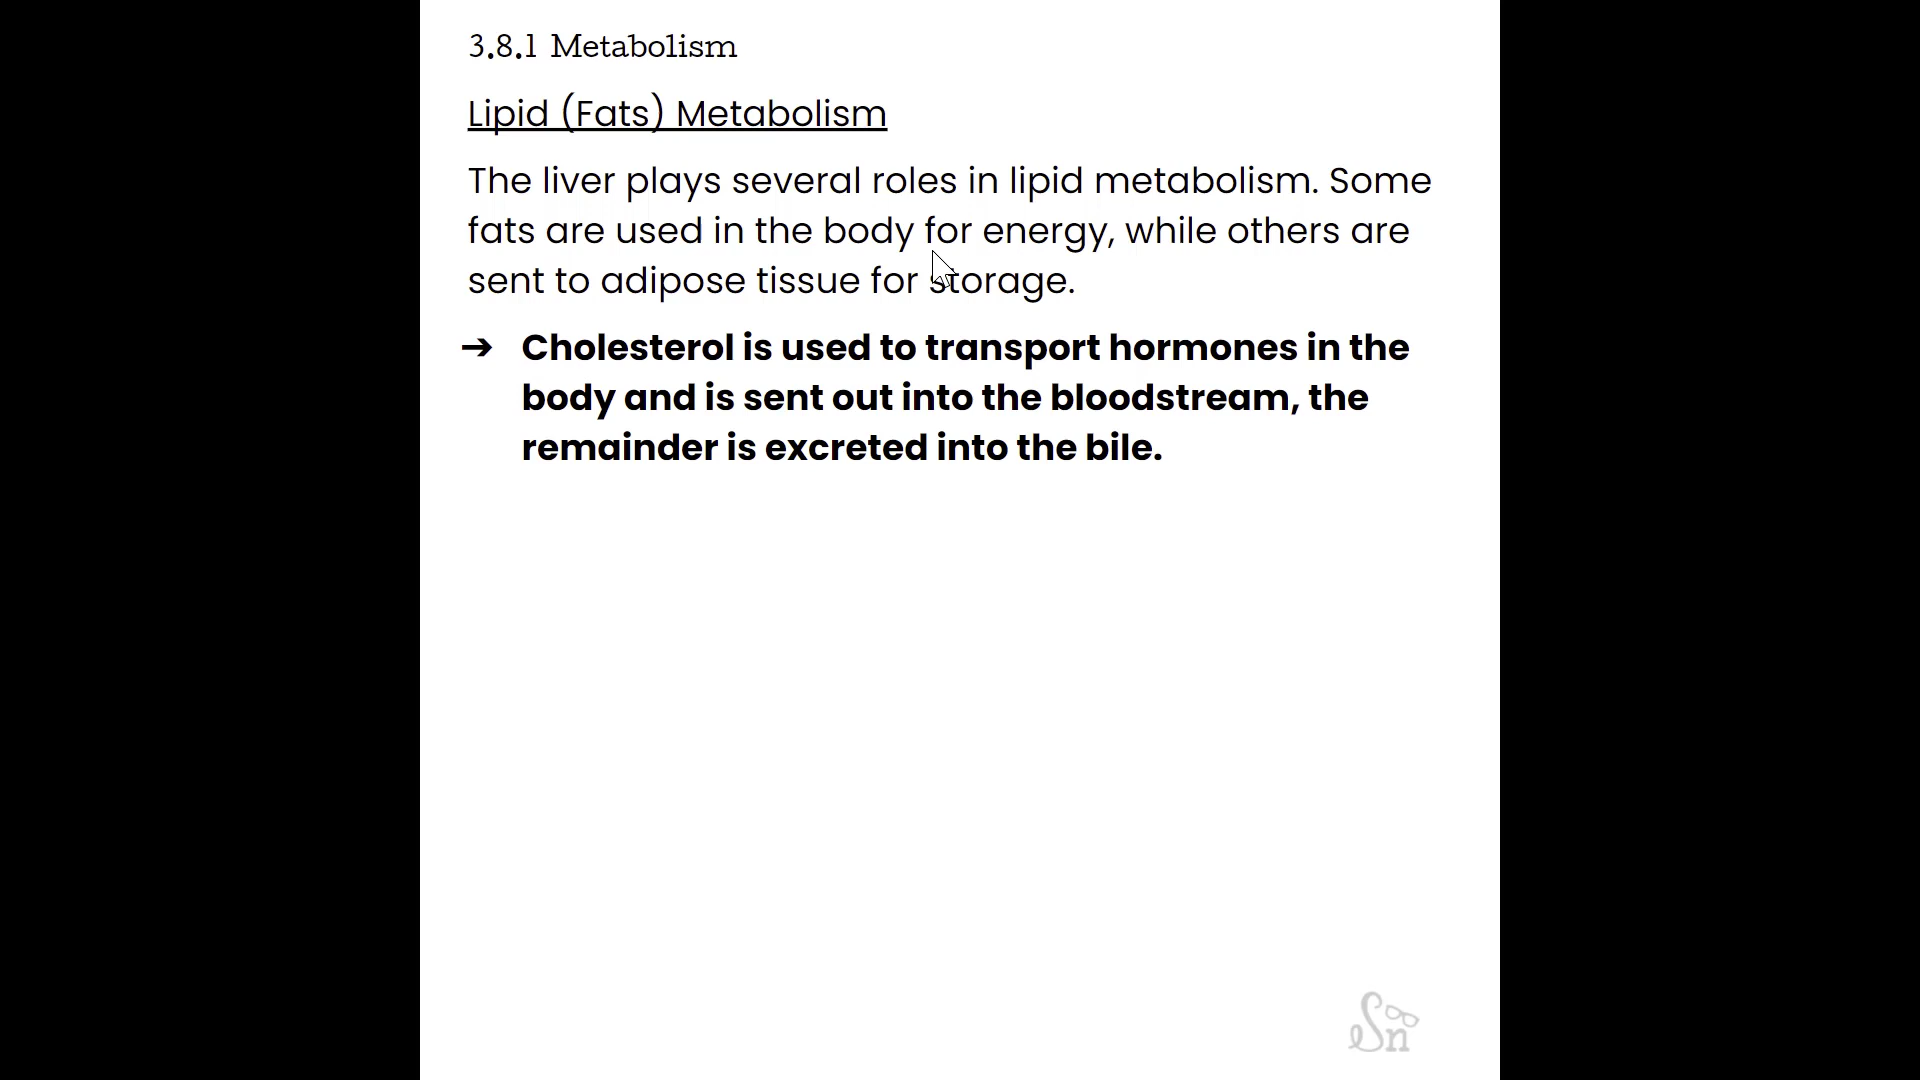 3.8.1 Metabolism
Lipid (Fats) Metabolism
The liver plays several roles in lipid metabolism. Some
fats are used in the body for energy, while others are
sent to adipose tissue for storage.
➔ Cholesterol is used to transport hormones in the
body and is sent out into the bloodstream, the
remainder is excreted into the bile.
Sn